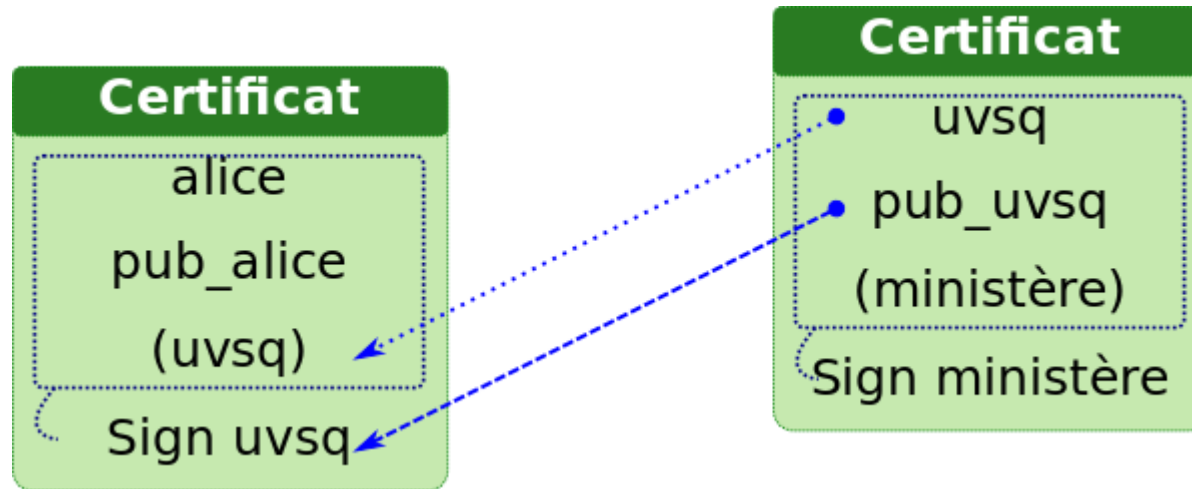 Certificat
alice
pub_alice
(uvsq)
Sign uvsq
Certificat
uvsq
pub_uvsq
(ministère)
Sign ministère